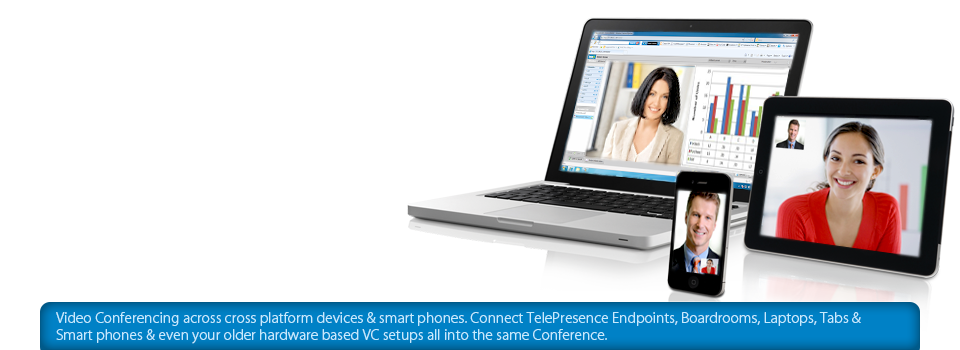 Video Conferencing across cross platform devices & smart phones. Connect TelePresence Endpoints, Boardrooms, Laptops, Tabs &
Smart phones & even your older hardware based VC setups all into the same Conference.